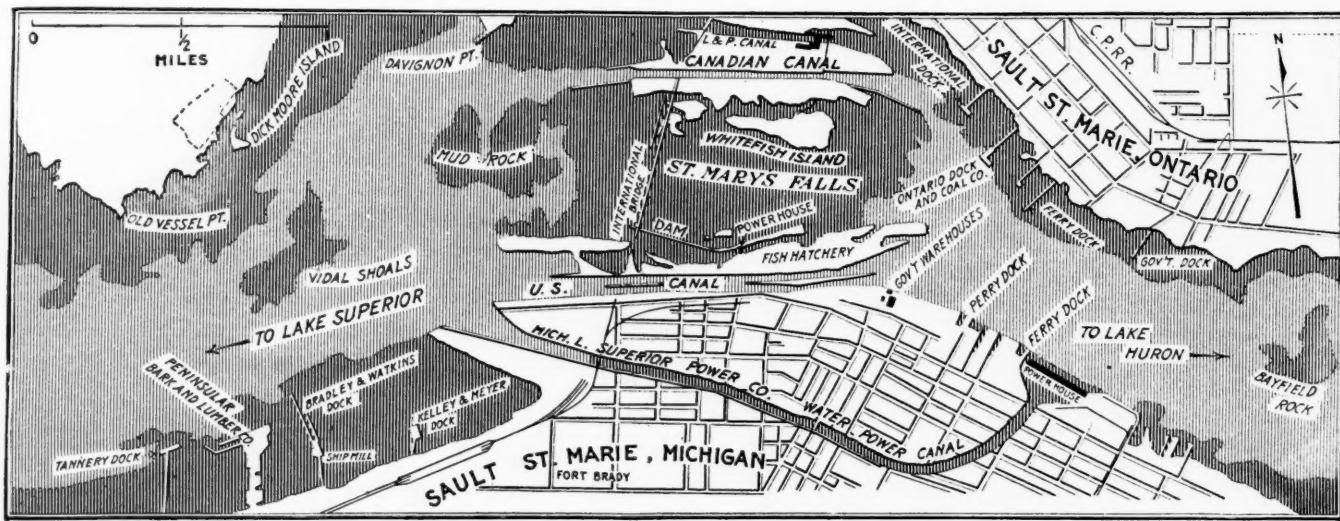 0 ½
MILES
DICK MOORE ISLAND
DAVIGNON PT.
OLD VESSEL PT.
MUD ROCK
VIDAL SHOALS
TO LAKE SUPERIOR
L. & P. CANAL
CANADIAN CANAL
INTERNATIONAL
DOCK
C.P.R.R.
SAULT ST. MARIE, ONTARIO
N
WHITEFISH ISLAND
ST. MARYS FALLS
INTERNATIONAL
BRIDGE
DAM
POWER HOUSE
FISH HATCHERY
U.S. CANAL
ONTARIO DOCK
AND COAL CO.
FERRY DOCK
GOV'T. DOCK
GOV'T WAREHOUSES
PERRY DOCK
FERRY DOCK
TO LAKE
HURON
BAYFIELD
ROCK
POWER HOUSE
MICH. L. SUPERIOR POWER CO. WATER POWER CANAL
PENINSULAR
BARK AND LUMBER CO
BRADLEY & WATKINS
DOCK
KELLEY & MEYER
DOCK
TANNERY DOCK
SHIP MILL
SAULT ST. MARIE, MICHIGAN
FORT BRADY